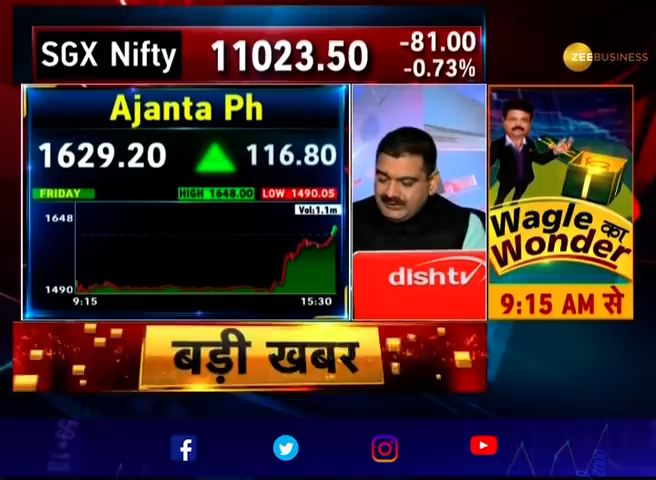 SGX Nifty 11023.50 -81.00
-0.73%
ZEE BUSINESS
Ajanta Ph
1629.20 116.80
FRIDAY HIGH 1648.00 LOW 1490.05
Vol:1.1m
1648
1490
9:15 15:30
dishtv
Wagle का
Wonder
9:15 AM से
बड़ी खबर